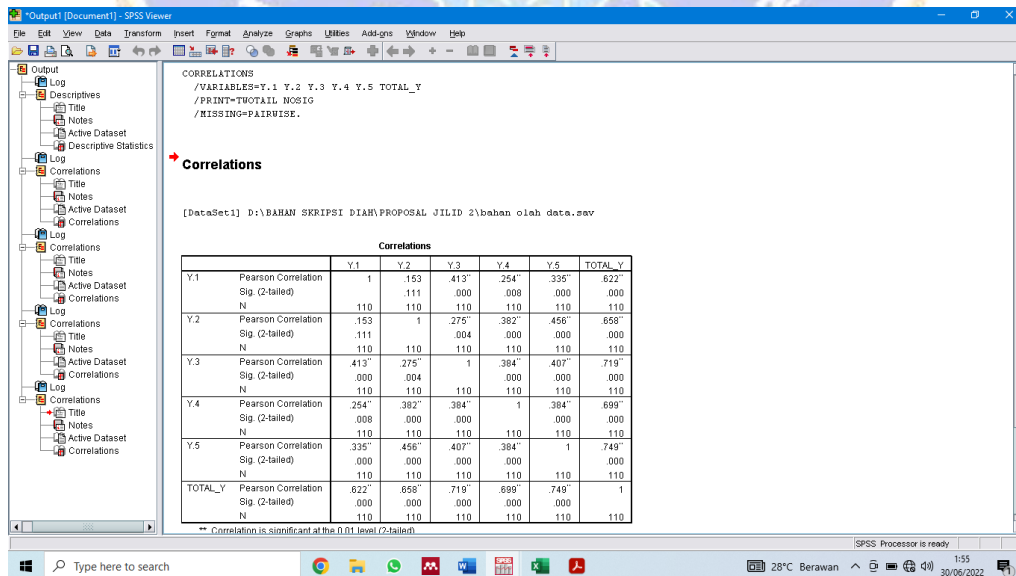 *Output1 [Document1] - SPSS Viewer
File Edit View Data Transform Insert Format Analyze Graphs Utilities Add-ons Window Help
Output
Log
Descriptives
Title
Notes
Active Dataset
Descriptive Statistics
Log
Correlations
Title
Notes
Active Dataset
Correlations
Log
Correlations
Title
Notes
Active Dataset
Correlations
Log
Correlations
Title
Notes
Active Dataset
Correlations
Log
Correlations
Title
Notes
Active Dataset
Correlations
CORRELATIONS
/VARIABLES=Y.1 Y.2 Y.3 Y.4 Y.5 TOTAL_Y
/PRINT=TWOTAIL NOSIG
/MISSING=PAIRWISE.
Correlations
[DataSet1] D:\BAHAN SKRIPSI DIAH\PROPOSAL JILID 2\bahan olah data.sav
Correlations
Y.1 Y.2 Y.3 Y.4 Y.5 TOTAL_Y
Y.1 Pearson Correlation 1 .153 .413** .254** .335** .622**
Sig. (2-tailed) .111 .000 .008 .000 .000
N 110 110 110 110 110 110
Y.2 Pearson Correlation .153 1 .275** .382** .456** .658**
Sig. (2-tailed) .111 .004 .000 .000 .000
N 110 110 110 110 110 110
Y.3 Pearson Correlation .413** .275** 1 .384** .407** .719**
Sig. (2-tailed) .000 .004 .000 .000 .000
N 110 110 110 110 110 110
Y.4 Pearson Correlation .254** .382** .384** 1 .384** .699**
Sig. (2-tailed) .008 .000 .000 .000 .000
N 110 110 110 110 110 110
Y.5 Pearson Correlation .335** .456** .407** .384** 1 .749**
Sig. (2-tailed) .000 .000 .000 .000 .000
N 110 110 110 110 110 110
TOTAL_Y Pearson Correlation .622** .658** .719** .699** .749** 1
Sig. (2-tailed) .000 .000 .000 .000 .000
N 110 110 110 110 110 110
**. Correlation is significant at the 0.01 level (2-tailed).
SPSS Processor is ready
Type here to search
28°C Berawan
1:55
30/06/2022